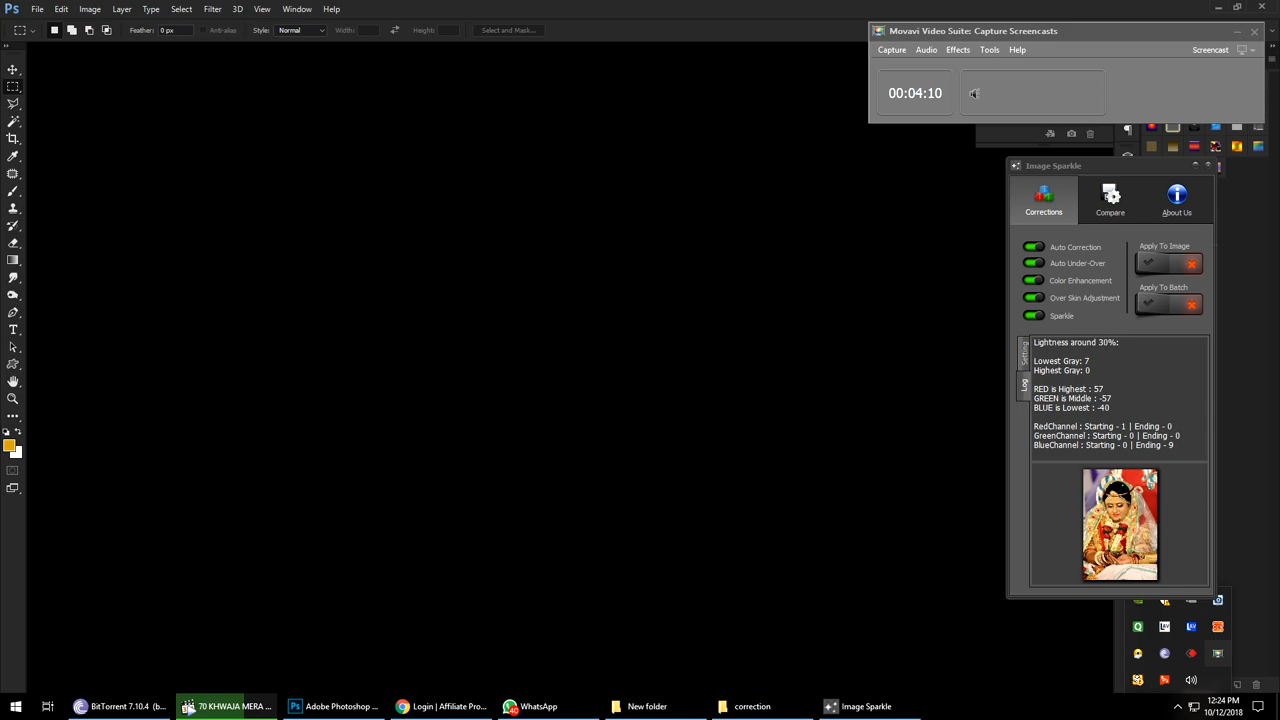 Ps File Edit Image Layer Type Select Filter 3D View Window Help
Feather: 0 px Anti-alias Style: Normal Width: Height: Select and Mask...
Movavi Video Suite: Capture Screencasts
Capture Audio Effects Tools Help Screencast
00:04:10
Image Sparkle
Corrections Compare About Us
Auto Correction
Auto Under-Over
Color Enhancement
Over Skin Adjustment
Sparkle
Apply To Image
Apply To Batch
Setting
Log
Lightness around 30%:
Lowest Gray: 7
Highest Gray: 0
RED is Highest : 57
GREEN is Middle : -57
BLUE is Lowest : -40
RedChannel : Starting - 1 | Ending - 0
GreenChannel : Starting - 0 | Ending - 0
BlueChannel : Starting - 0 | Ending - 9
BitTorrent 7.10.4 (b...
70 KHWAJA MERA ...
Ps Adobe Photoshop ...
Login | Affiliate Pro...
40 WhatsApp
New folder
correction
Image Sparkle
12:24 PM
10/12/2018